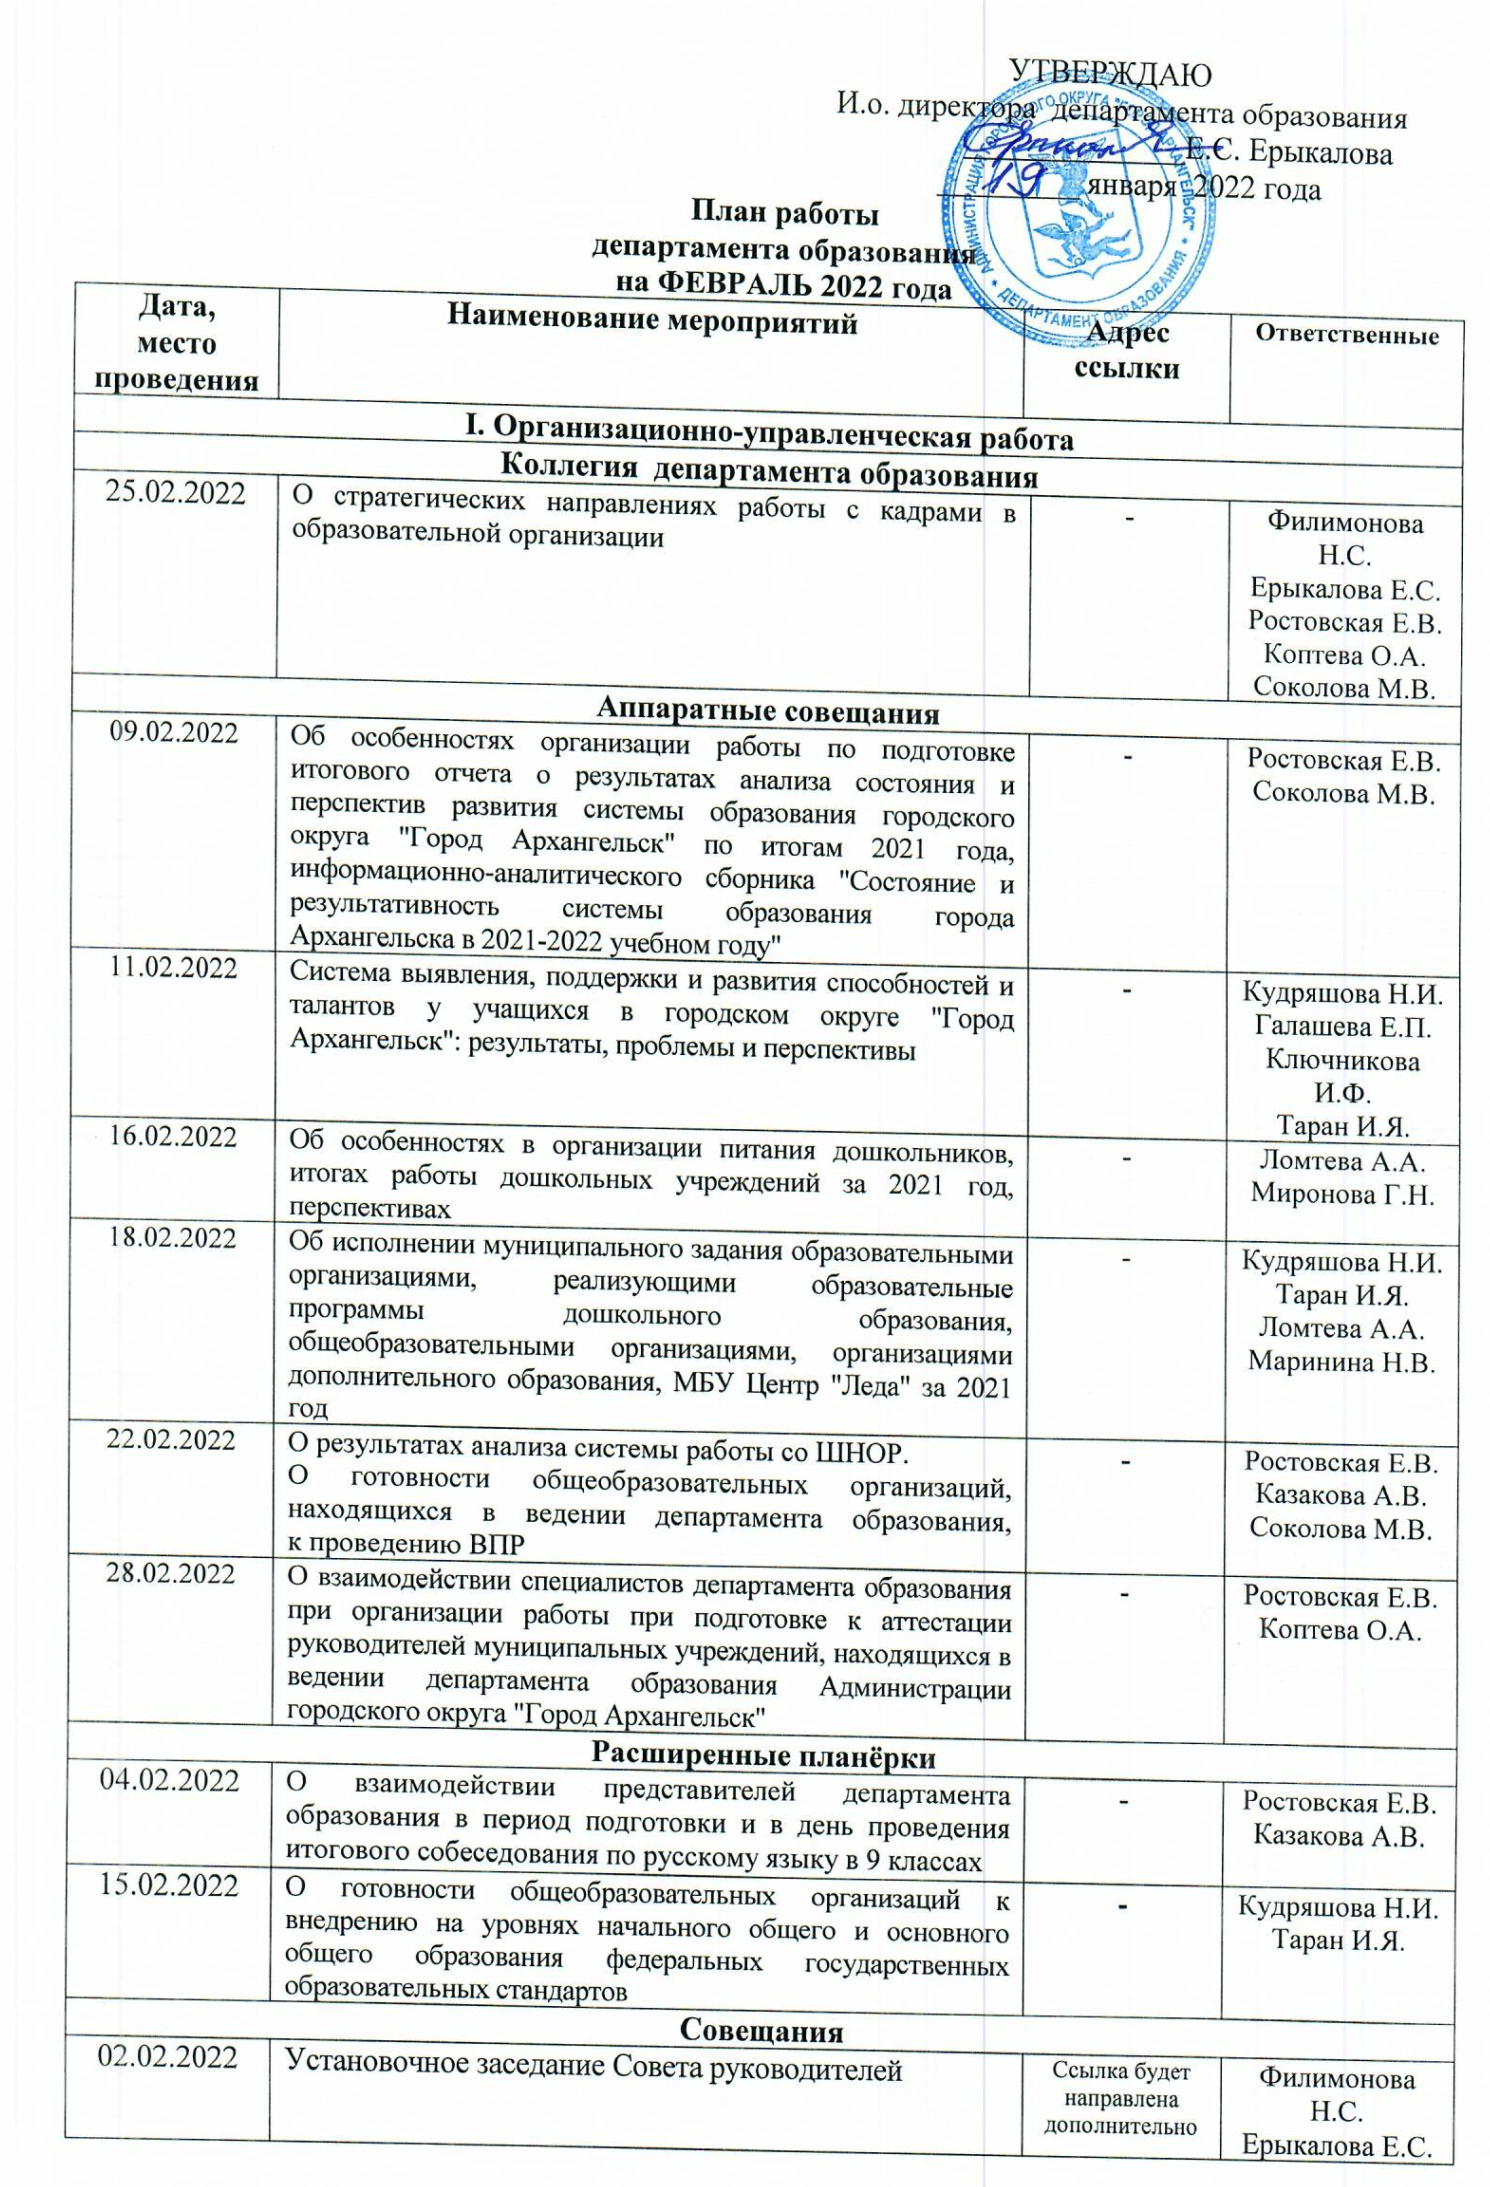 УТВЕРЖДАЮ
И.о. директора департамента образования
Е.С. Ерыкалова
19 января 2022 года
АДМИНИСТРАЦИЯ ГОРОДСКОГО ОКРУГА "ГОРОД АРХАНГЕЛЬСК" * ДЕПАРТАМЕНТ ОБРАЗОВАНИЯ *
План работы
департамента образования
на ФЕВРАЛЬ 2022 года
Дата,
место
проведения
Наименование мероприятий
Адрес
ссылки
Ответственные
I. Организационно-управленческая работа
Коллегия департамента образования
25.02.2022
О стратегических направлениях работы с кадрами в
образовательной организации
-
Филимонова
Н.С.
Ерыкалова Е.С.
Ростовская Е.В.
Коптева О.А.
Соколова М.В.
Аппаратные совещания
09.02.2022
Об особенностях организации работы по подготовке
итогового отчета о результатах анализа состояния и
перспектив развития системы образования городского
округа "Город Архангельск" по итогам 2021 года,
информационно-аналитического сборника "Состояние и
результативность системы образования города
Архангельска в 2021-2022 учебном году"
-
Ростовская Е.В.
Соколова М.В.
11.02.2022
Система выявления, поддержки и развития способностей и
талантов у учащихся в городском округе "Город
Архангельск": результаты, проблемы и перспективы
-
Кудряшова Н.И.
Галашева Е.П.
Ключникова
И.Ф.
Таран И.Я.
16.02.2022
Об особенностях в организации питания дошкольников,
итогах работы дошкольных учреждений за 2021 год,
перспективах
-
Ломтева А.А.
Миронова Г.Н.
18.02.2022
Об исполнении муниципального задания образовательными
организациями, реализующими образовательные
программы дошкольного образования,
общеобразовательными организациями, организациями
дополнительного образования, МБУ Центр "Леда" за 2021
год
-
Кудряшова Н.И.
Таран И.Я.
Ломтева А.А.
Маринина Н.В.
22.02.2022
О результатах анализа системы работы со ШНОР.
О готовности общеобразовательных организаций,
находящихся в ведении департамента образования,
к проведению ВПР
-
Ростовская Е.В.
Казакова А.В.
Соколова М.В.
28.02.2022
О взаимодействии специалистов департамента образования
при организации работы при подготовке к аттестации
руководителей муниципальных учреждений, находящихся в
ведении департамента образования Администрации
городского округа "Город Архангельск"
-
Ростовская Е.В.
Коптева О.А.
Расширенные планёрки
04.02.2022
О взаимодействии представителей департамента
образования в период подготовки и в день проведения
итогового собеседования по русскому языку в 9 классах
-
Ростовская Е.В.
Казакова А.В.
15.02.2022
О готовности общеобразовательных организаций к
внедрению на уровнях начального общего и основного
общего образования федеральных государственных
образовательных стандартов
-
Кудряшова Н.И.
Таран И.Я.
Совещания
02.02.2022
Установочное заседание Совета руководителей
Ссылка будет
направлена
дополнительно
Филимонова
Н.С.
Ерыкалова Е.С.